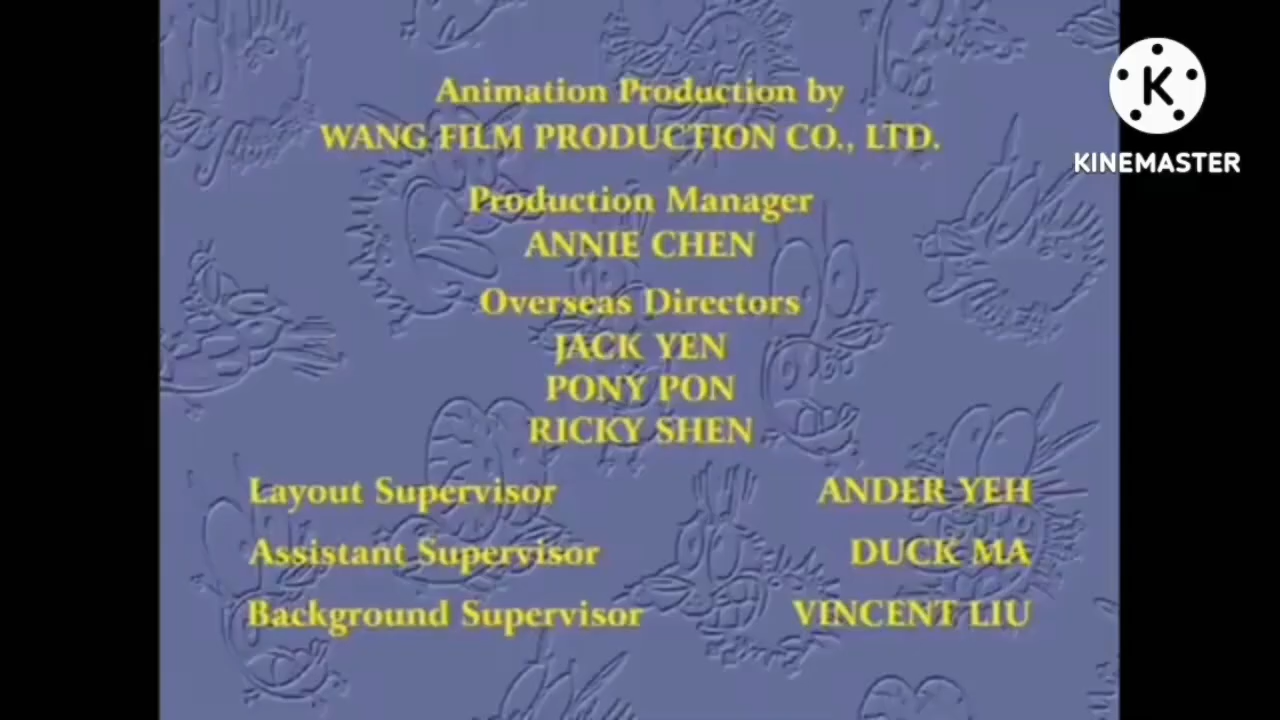 Animation Production by
WANG FILM PRODUCTION CO., LTD.
Production Manager
ANNIE CHEN
Overseas Directors
JACK YEN
PONY PON
RICKY SHEN
Layout Supervisor ANDER YEH
Assistant Supervisor DUCK MA
Background Supervisor VINCENT LIU
K
KINEMASTER